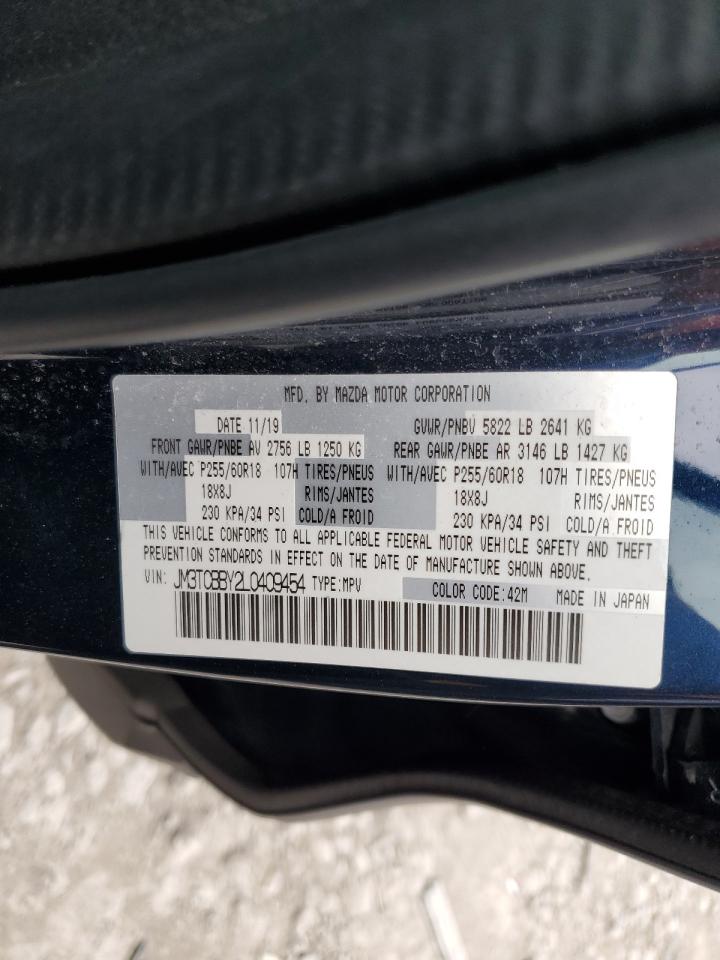 MFD. BY MAZDA MOTOR CORPORATION
DATE 11/19 GVWR/PNBV 5822 LB 2641 KG
FRONT GAWR/PNBE AV 2756 LB 1250 KG REAR GAWR/PNBE AR 3146 LB 1427 KG
WITH/AVEC P255/60R18 107H TIRES/PNEUS WITH/AVEC P255/60R18 107H TIRES/PNEUS
18X8J RIMS/JANTES 18X8J RIMS/JANTES
230 KPA/34 PSI COLD/A FROID 230 KPA/34 PSI COLD/A FROID
THIS VEHICLE CONFORMS TO ALL APPLICABLE FEDERAL MOTOR VEHICLE SAFETY AND THEFT
PREVENTION STANDARDS IN EFFECT ON THE DATE OF MANUFACTURE SHOWN ABOVE.
VIN: JM3TCBBY2L0409454 TYPE:MPV COLOR CODE:42M MADE IN JAPAN